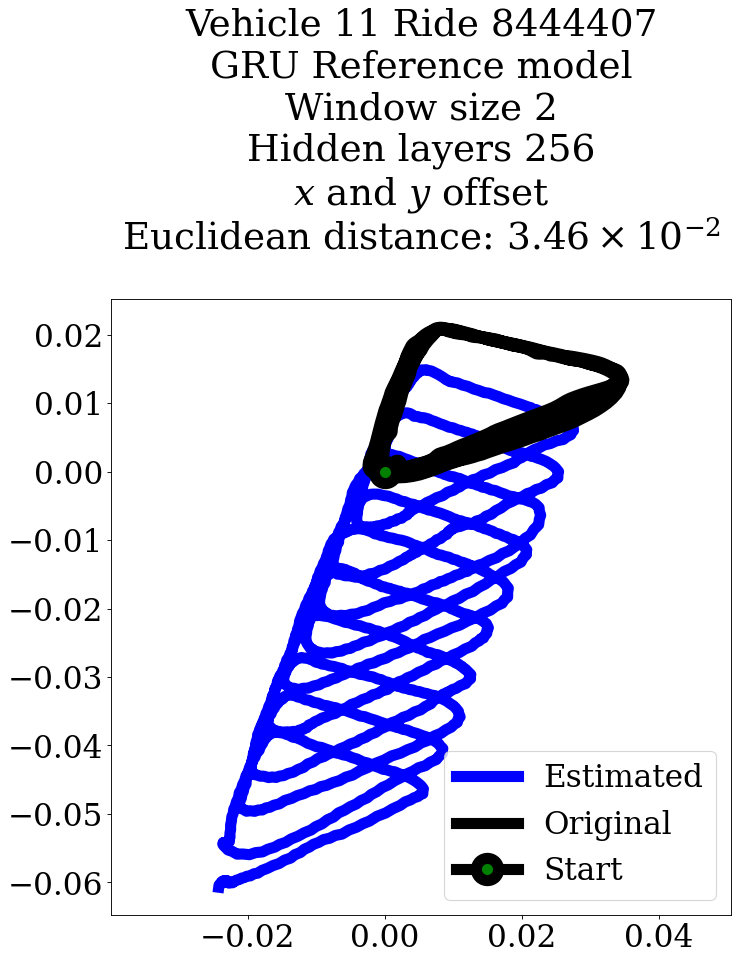 Vehicle 11 Ride 8444407
GRU Reference model
Window size 2
Hidden layers 256
x and y offset
Euclidean distance: 3.46 × 10⁻²
0.02
0.01
0.00
−0.01
−0.02
−0.03
−0.04
−0.05
−0.06
Estimated
Original
Start
−0.02 0.00 0.02 0.04